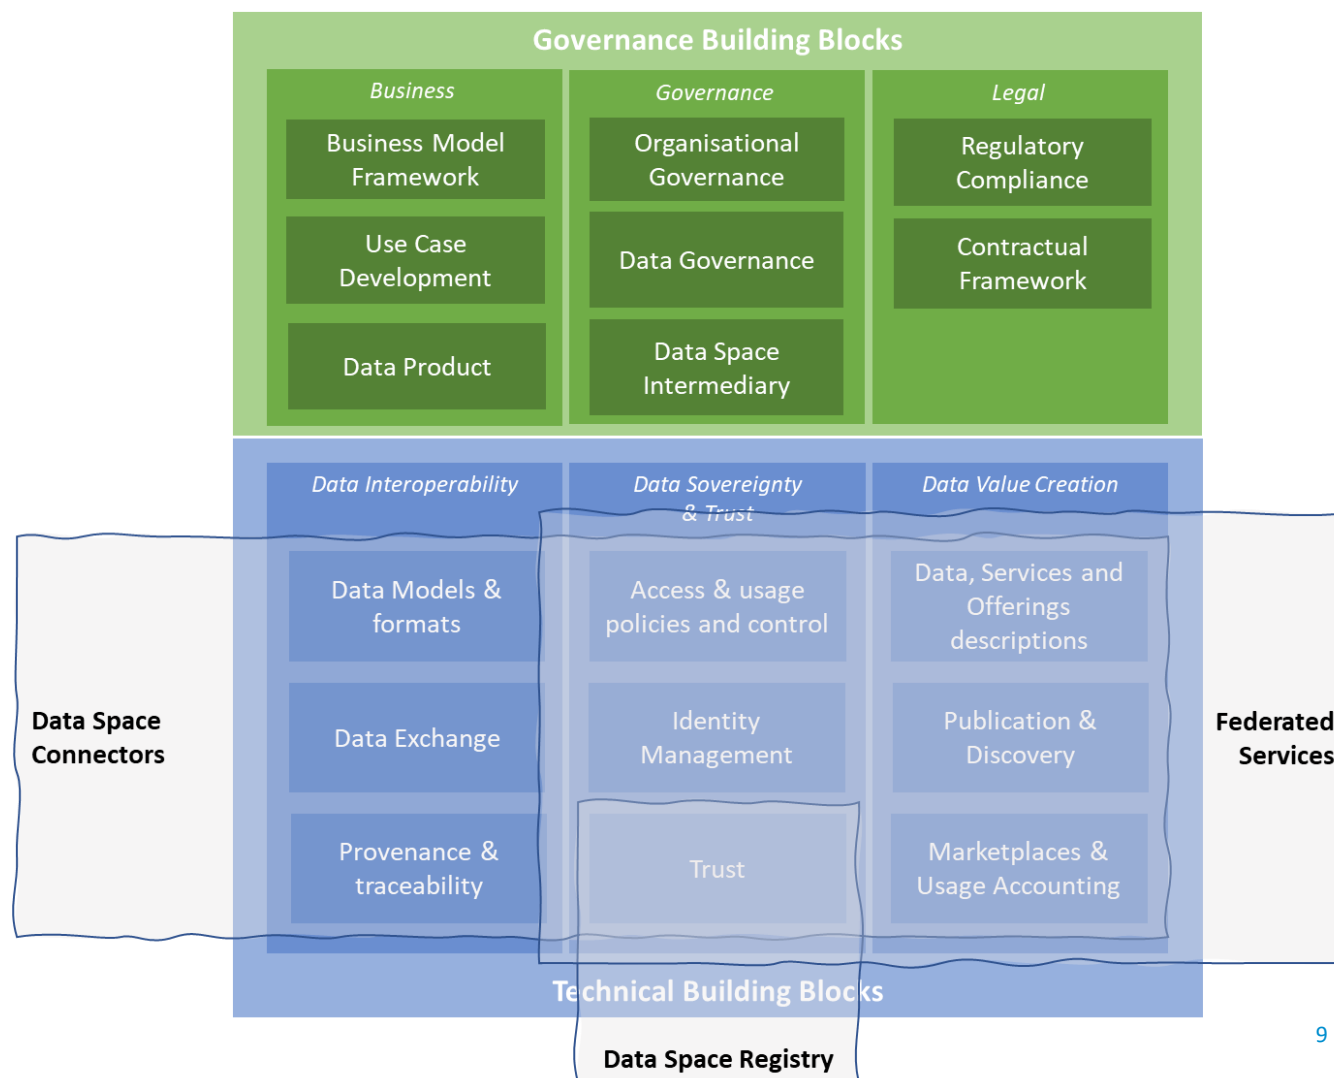 Governance Building Blocks
Business
Business Model
Framework
Use Case
Development
Data Product
Governance
Organisational
Governance
Data Governance
Data Space
Intermediary
Legal
Regulatory
Compliance
Contractual
Framework
Data Interoperability
Data Models &
formats
Data Exchange
Provenance &
traceability
Data Sovereignty
& Trust
Access & usage
policies and control
Identity
Management
Trust
Data Value Creation
Data, Services and
Offerings
descriptions
Publication &
Discovery
Marketplaces &
Usage Accounting
Data Space
Connectors
Federated
Services
Technical Building Blocks
Data Space Registry
9